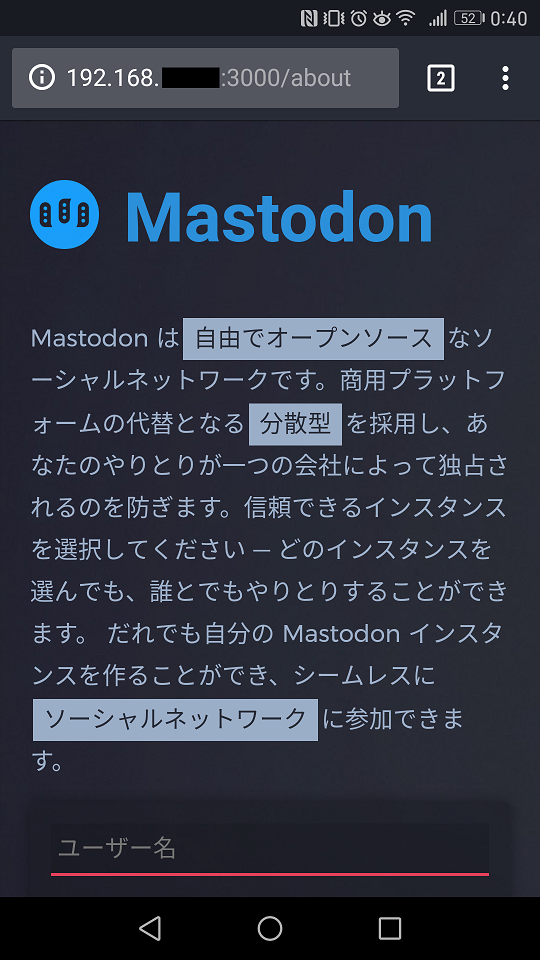 52 0:40
192.168. :3000/about
2
Mastodon
Mastodon は 自由でオープンソース なソ
ーシャルネットワークです。商用プラットフ
ォームの代替となる 分散型 を採用し、あ
なたのやりとりが一つの会社によって独占さ
れるのを防ぎます。信頼できるインスタンス
を選択してください — どのインスタンスを
選んでも、誰とでもやりとりすることができ
ます。 だれでも自分の Mastodon インスタ
ンスを作ることができ、シームレスに
ソーシャルネットワーク に参加できま
す。
ユーザー名